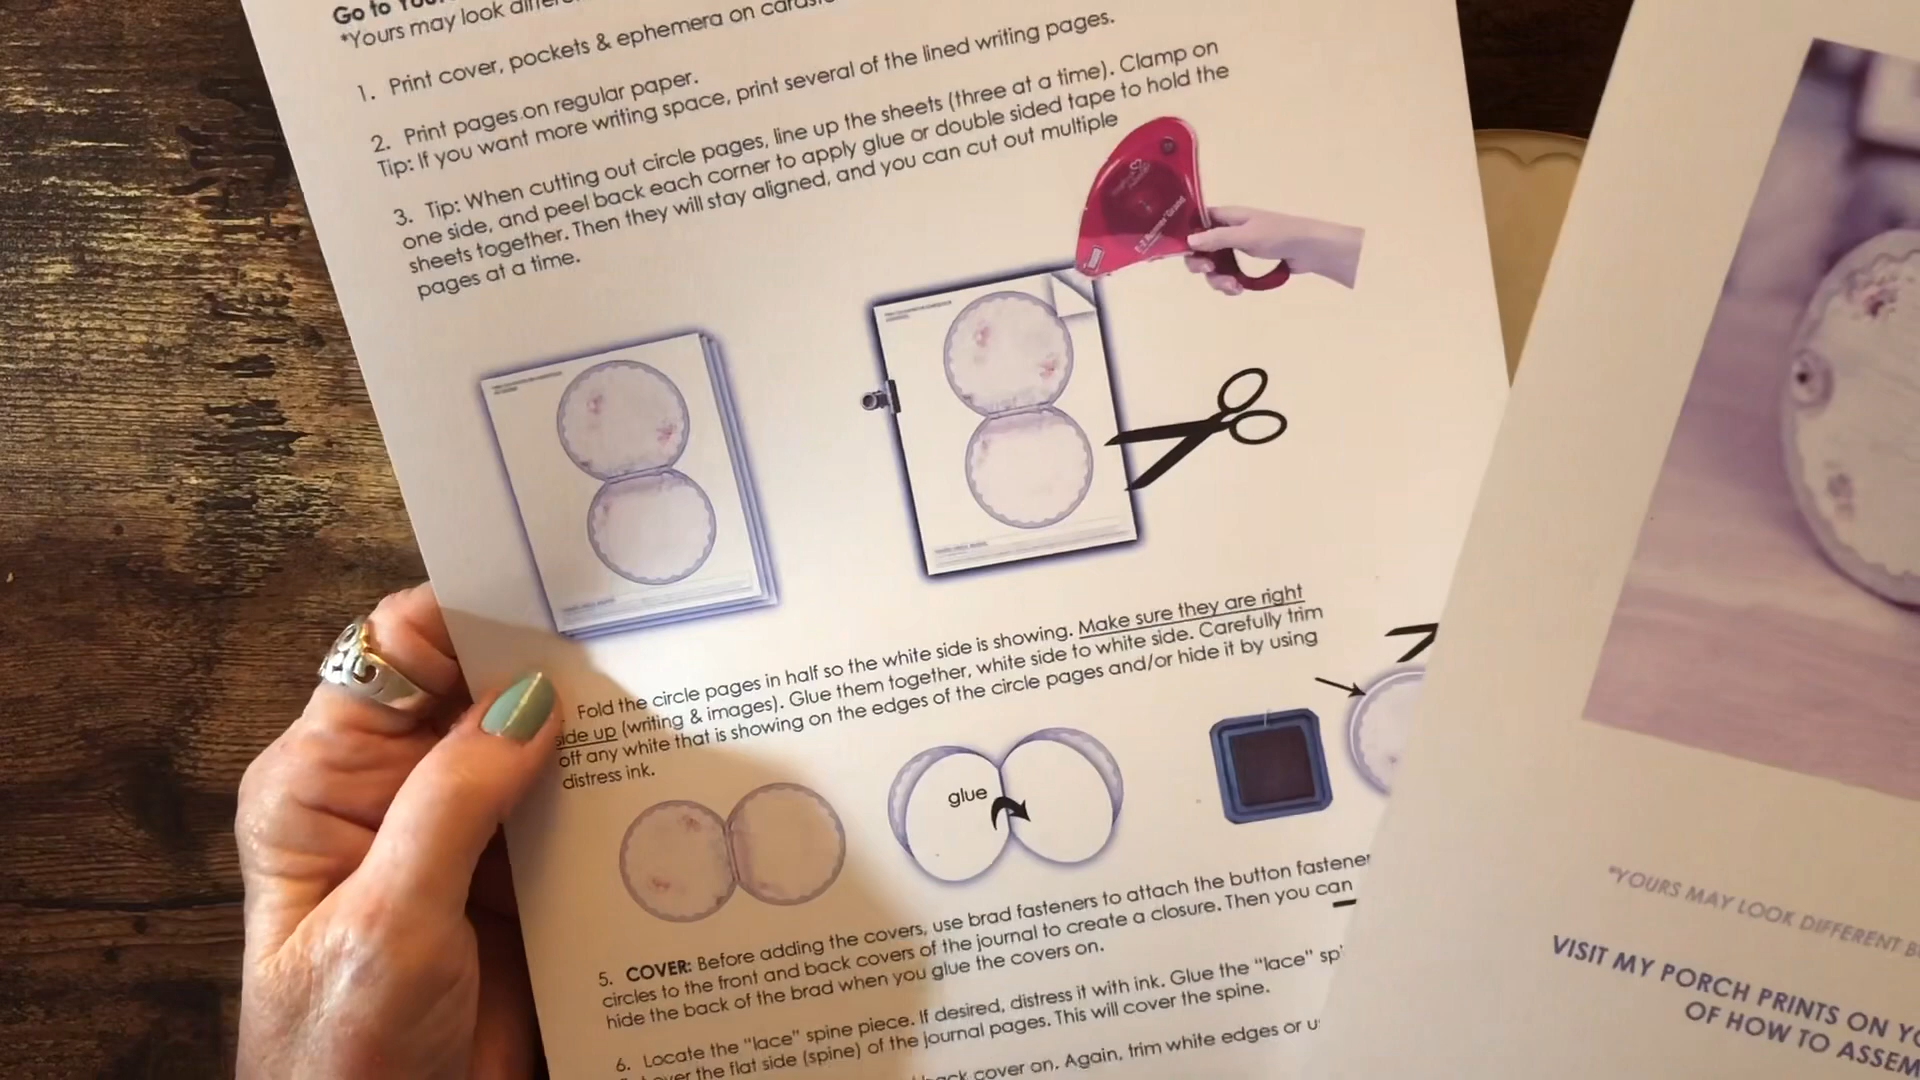 Go to
*Yours may look
1. Print cover, pockets & ephemera on
2. Print pages on regular paper.
Tip: If you want more writing space, print several of the lined writing pages.
3. Tip: When cutting out circle pages, line up the sheets (three at a time). Clamp on
one side, and peel back each corner to apply glue or double sided tape to hold the
sheets together. Then they will stay aligned, and you can cut out multiple
pages at a time.
Fold the circle pages in half so the white side is showing. Make sure they are right
side up (writing & images). Glue them together, white side to white side. Carefully trim
off any white that is showing on the edges of the circle pages and/or hide it by using
distress ink.
glue
5. COVER: Before adding the covers, use brad fasteners to attach the button fastener
circles to the front and back covers of the journal to create a closure. Then you can
hide the back of the brad when you glue the covers on.
6. Locate the "lace" spine piece. If desired, distress it with ink. Glue the "lace"
over the flat side (spine) of the journal pages. This will cover the spine.
cover on. Again, trim white edges or
*YOURS MAY LOOK DIFFERENT
VISIT MY PORCH PRINTS ON
OF HOW TO